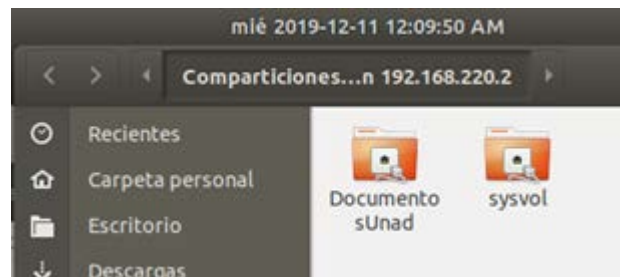 mié 2019-12-11 12:09:50 AM
Comparticiones…n 192.168.220.2
Recientes
Carpeta personal
Escritorio
Descargas
Documento
sUnad
sysvol